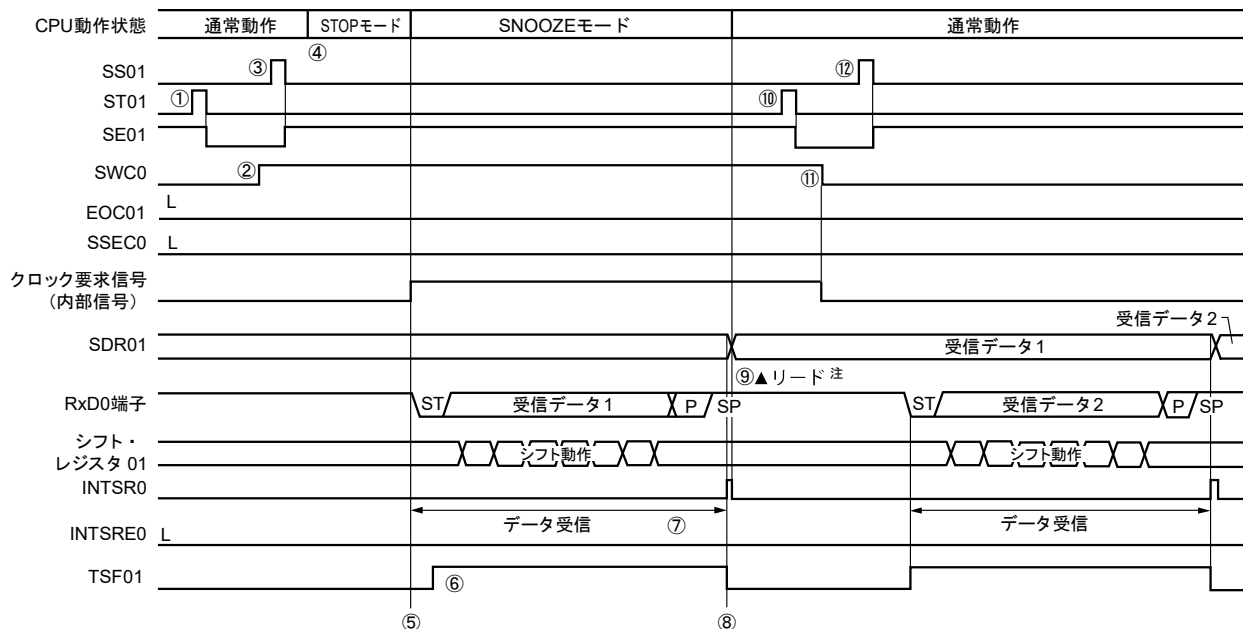 CPU動作状態 通常動作 STOPモード SNOOZEモード 通常動作
④
SS01 ③ ⑫
ST01 ① ⑩
SE01
SWC0 ② ⑪
EOC01 L
SSEC0 L
クロック要求信号
（内部信号）
受信データ2
SDR01 受信データ1
⑨▲リード 注
RxD0端子 ST 受信データ1 P SP ST 受信データ2 P SP
シフト・
レジスタ 01 シフト動作 シフト動作
INTSR0
データ受信 ⑦ データ受信
INTSRE0 L
TSF01 ⑥
⑤ ⑧